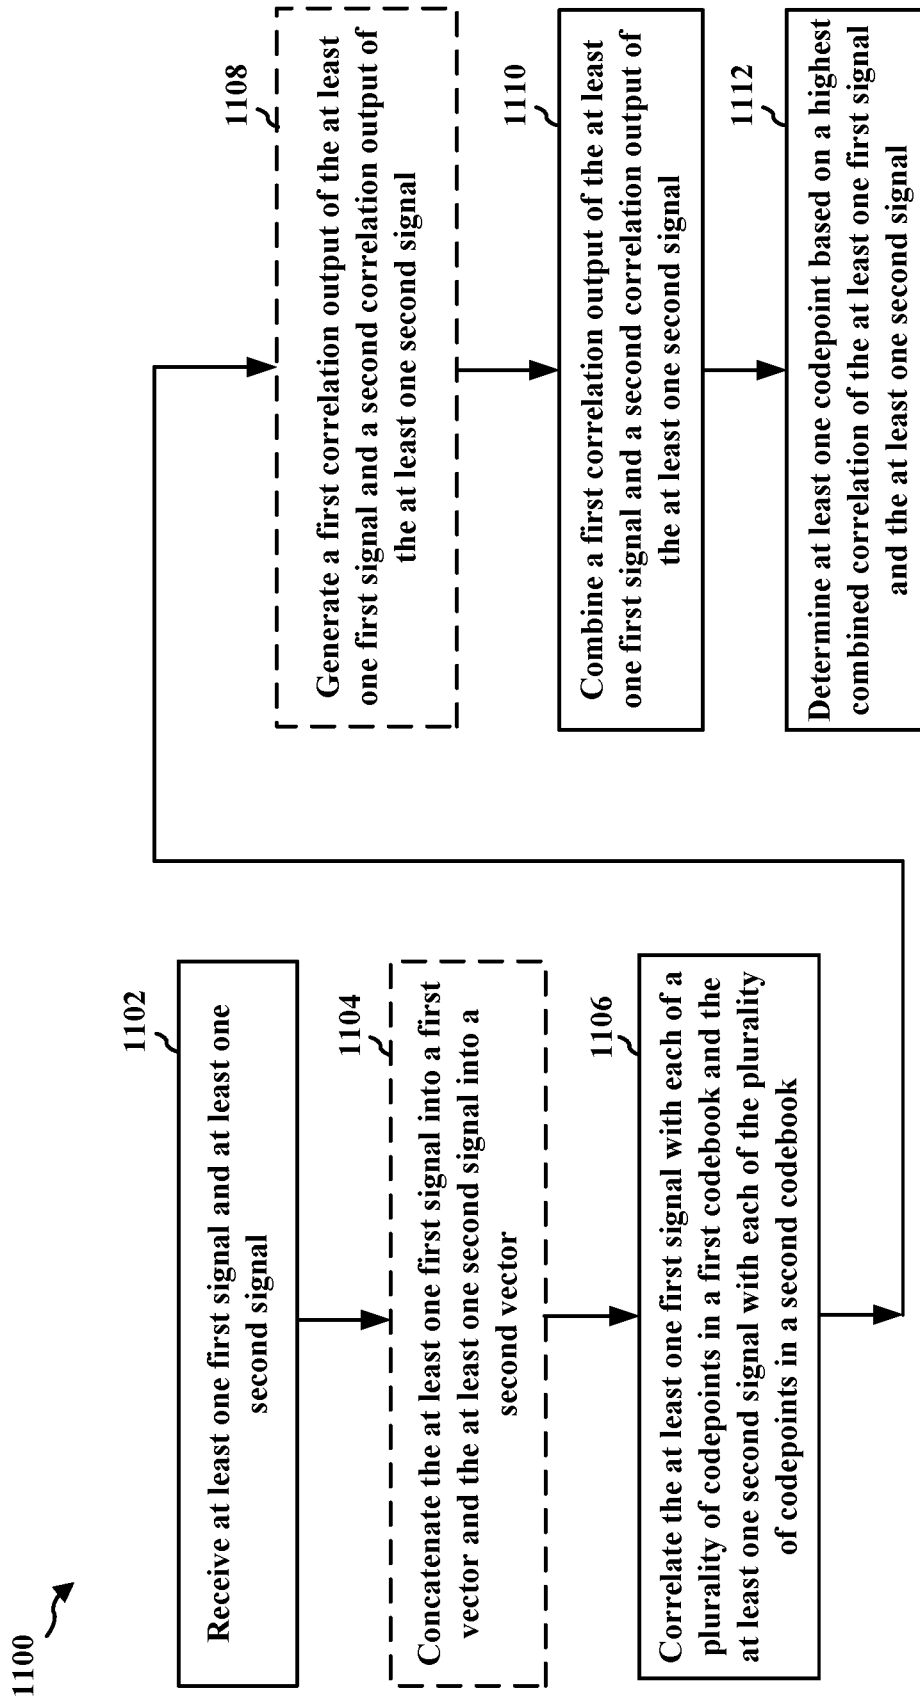 1100
1102
Receive at least one first signal and at least one
second signal
1104
Concatenate the at least one first signal into a first
vector and the at least one second signal into a
second vector
1106
Correlate the at least one first signal with each of a
plurality of codepoints in a first codebook and the
at least one second signal with each of the plurality
of codepoints in a second codebook
1108
Generate a first correlation output of the at least
one first signal and a second correlation output of
the at least one second signal
1110
Combine a first correlation output of the at least
one first signal and a second correlation output of
the at least one second signal
1112
Determine at least one codepoint based on a highest
combined correlation of the at least one first signal
and the at least one second signal